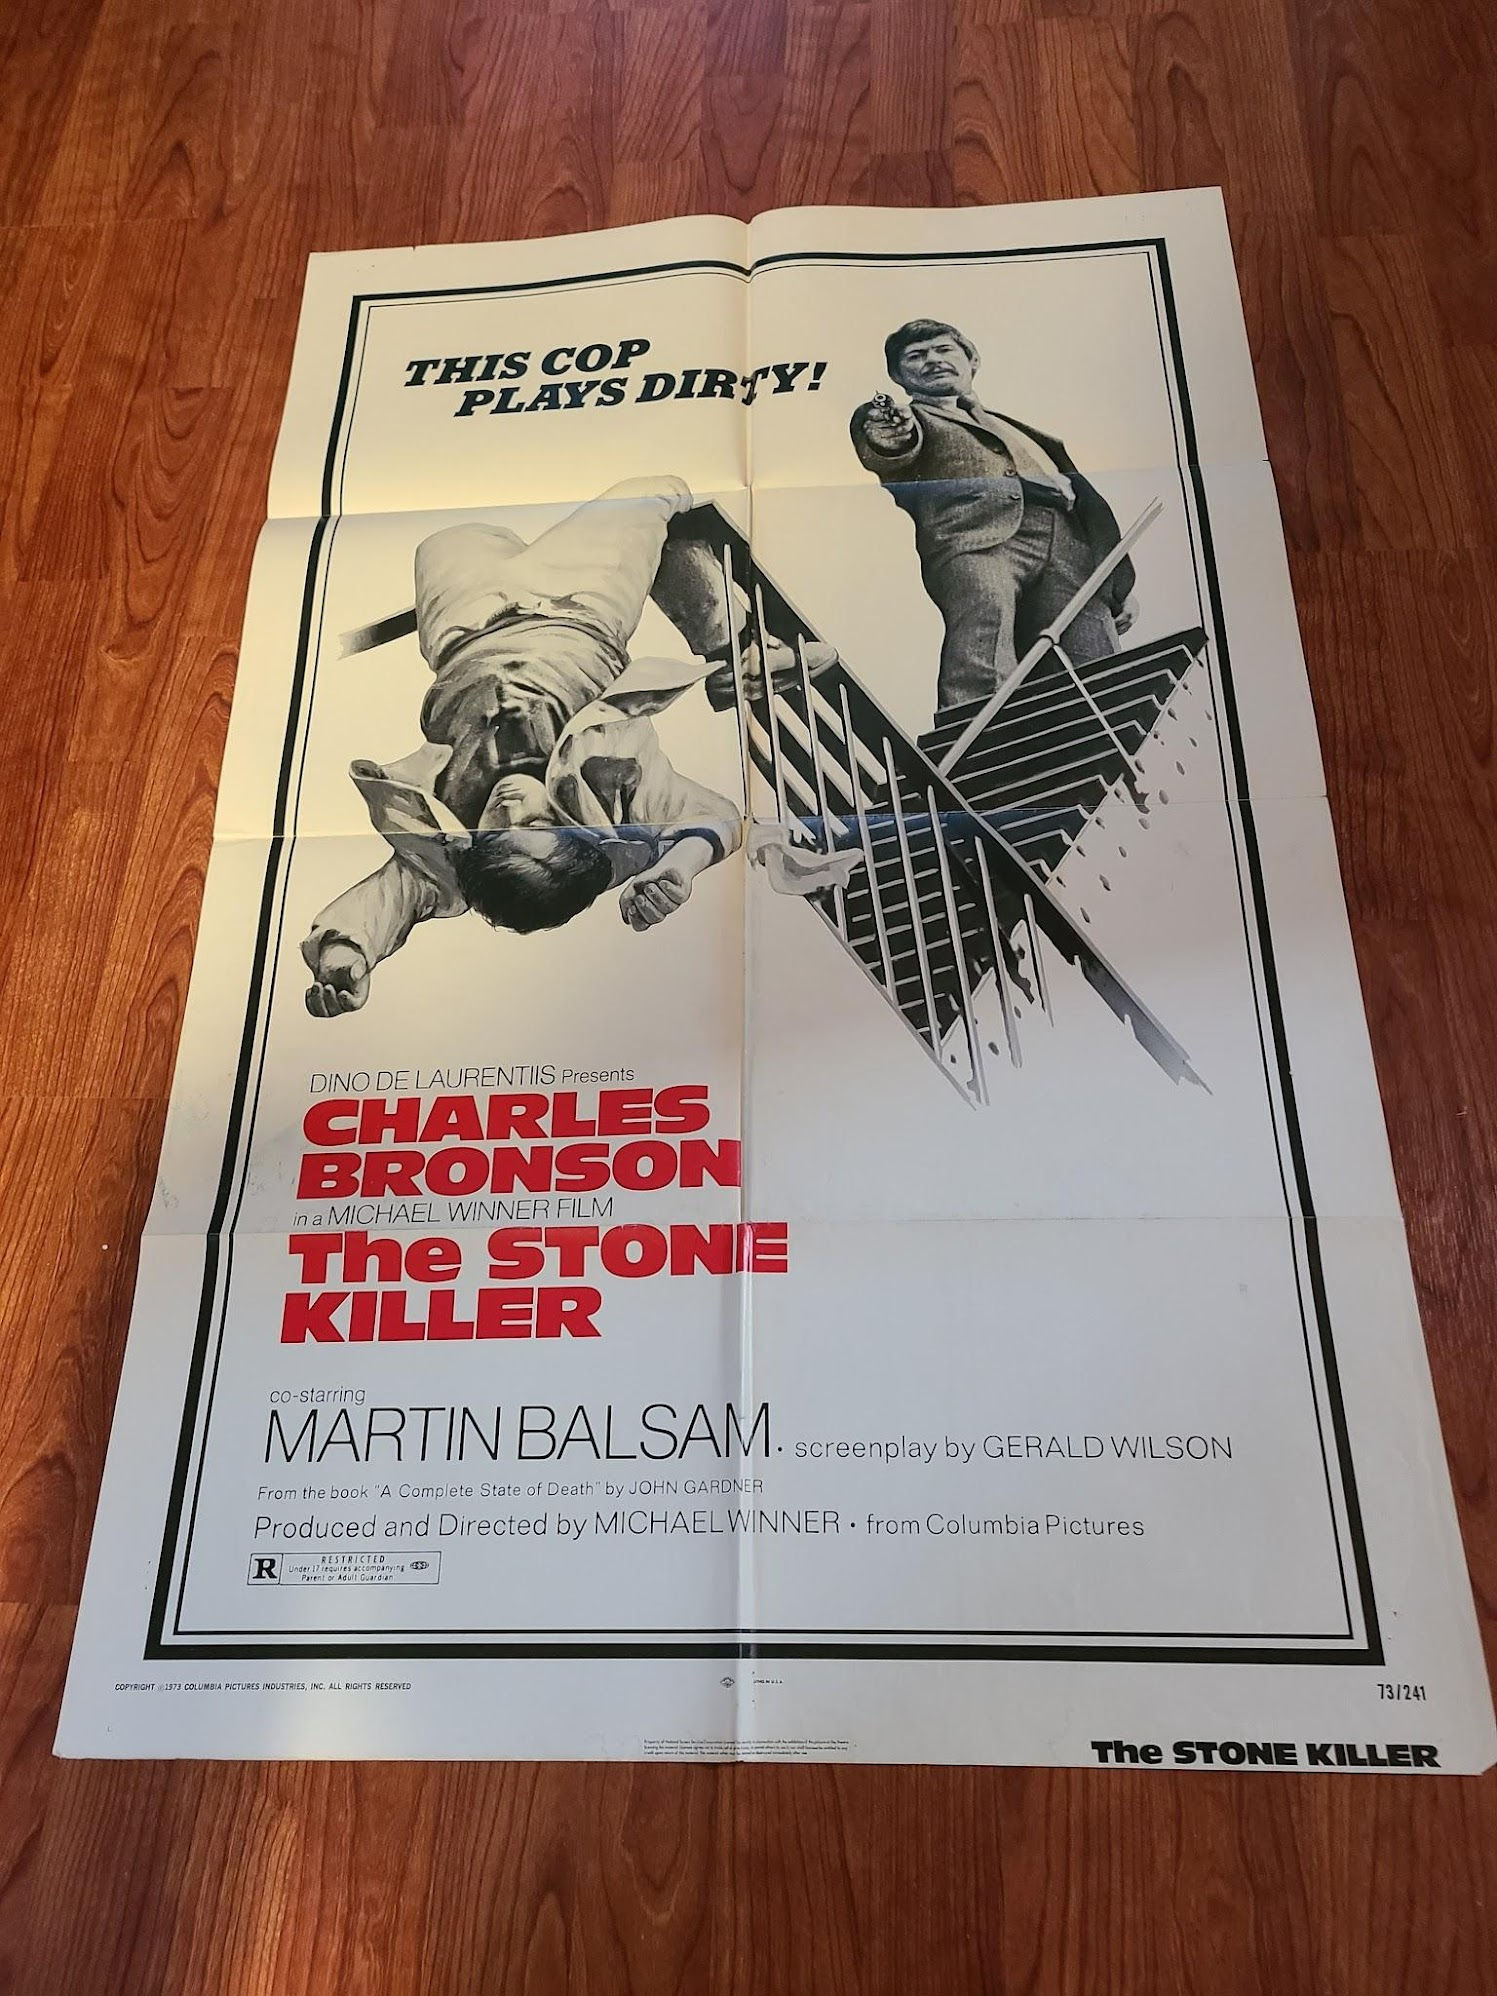 THIS COP
PLAYS DIRTY!
DINO DE LAURENTIIS Presents
CHARLES
BRONSON
in a MICHAEL WINNER FILM
The STONE
KILLER
co-starring
MARTIN BALSAM • screenplay by GERALD WILSON
From the book "A Complete State of Death" by JOHN GARDNER
Produced and Directed by MICHAEL WINNER • from Columbia Pictures
R RESTRICTED
Under 17 requires accompanying
Parent or Adult Guardian
COPYRIGHT ©1973 COLUMBIA PICTURES INDUSTRIES, INC. ALL RIGHTS RESERVED
73/241
The STONE KILLER